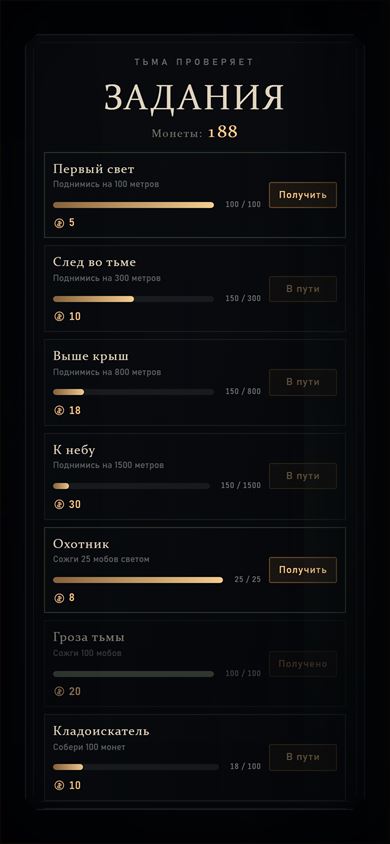 ТЬМА ПРОВЕРЯЕТ
ЗАДАНИЯ
Монеты: 188
Первый свет
Поднимись на 100 метров
100 / 100
Получить
5
След во тьме
Поднимись на 300 метров
150 / 300
В пути
10
Выше крыш
Поднимись на 800 метров
150 / 800
В пути
18
К небу
Поднимись на 1500 метров
150 / 1500
В пути
30
Охотник
Сожги 25 мобов светом
25 / 25
Получить
8
Гроза тьмы
Сожги 100 мобов
100 / 100
Получено
20
Кладоискатель
Собери 100 монет
18 / 100
В пути
10